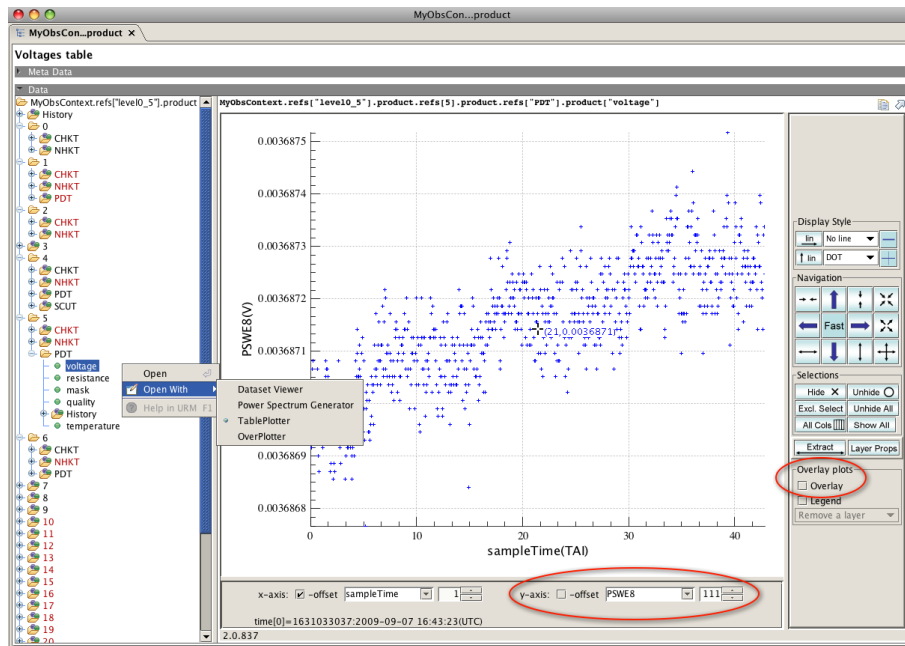 MyObsCon...product
MyObsCon...product ×
Voltages table
Meta Data
Data
MyObsContext.refs["level0_5"].product
History
0
CHKT
NHKT
1
CHKT
NHKT
PDT
2
CHKT
NHKT
3
4
CHKT
NHKT
PDT
SCUT
5
CHKT
NHKT
PDT
voltage
resistance
mask
quality
History
temperature
6
CHKT
NHKT
PDT
7
8
9
10
11
12
13
14
15
16
17
18
19
20
Open
Open With
Help in URM F1
Dataset Viewer
Power Spectrum Generator
TablePlotter
OverPlotter
MyObsContext.refs["level0_5"].product.refs[5].product.refs["PDT"].product["voltage"]
0.0036875
0.0036874
0.0036873
0.0036872
0.0036871
0.0036869
0.0036868
PSWE8(V)
(21,0.0036871)
0 10 20 30 40
sampleTime(TAI)
x-axis: -offset sampleTime 1
y-axis: -offset PSWE8 111
time[0]=1631033037:2009-09-07 16:43:23(UTC)
2.0.837
Display Style
lin No line
lin DOT
Navigation
Fast
Selections
Hide Unhide
Excl. Select Unhide All
All Cols Show All
Extract Layer Props
Overlay plots
Overlay
Legend
Remove a layer